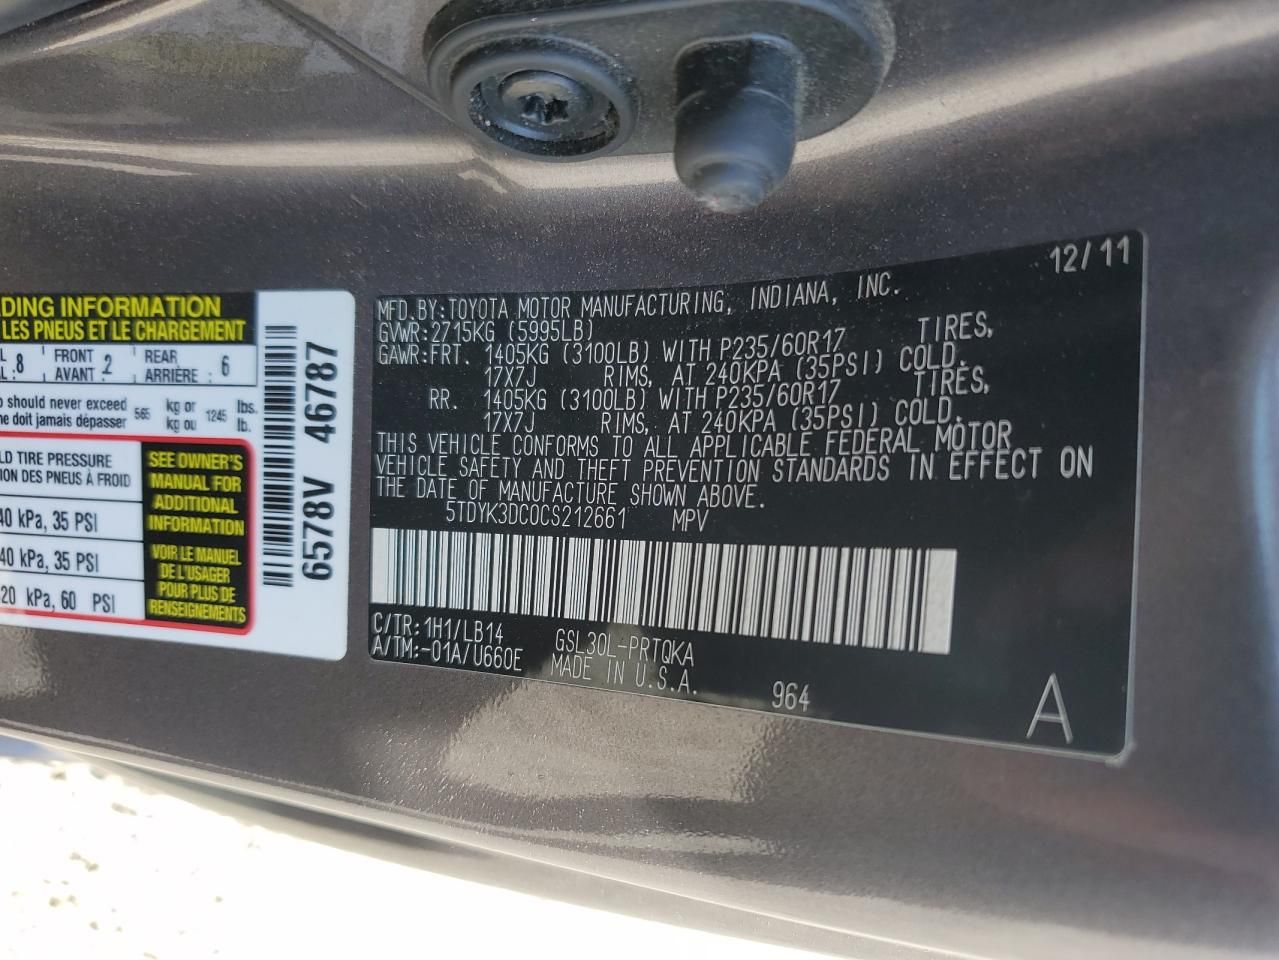 DING INFORMATION
LES PNEUS ET LE CHARGEMENT
8 FRONT AVANT: 2 REAR ARRIÈRE: 6
should never exceed 565 kg or 1245 lbs.
ne doit jamais dépasser kg ou lb.
LD TIRE PRESSURE
ION DES PNEUS À FROID
40 kPa, 35 PSI
40 kPa, 35 PSI
20 kPa, 60 PSI
SEE OWNER'S
MANUAL FOR
ADDITIONAL
INFORMATION
VOIR LE MANUEL
DE L'USAGER
POUR PLUS DE
RENSEIGNEMENTS
6578V 46787
12/11
MFD.BY:TOYOTA MOTOR MANUFACTURING, INDIANA, INC.
GVWR:2715KG (5995LB)
GAWR:FRT. 1405KG (3100LB) WITH P235/60R17 TIRES,
17X7J RIMS, AT 240KPA (35PSI) COLD.
RR. 1405KG (3100LB) WITH P235/60R17 TIRES,
17X7J RIMS, AT 240KPA (35PSI) COLD.
THIS VEHICLE CONFORMS TO ALL APPLICABLE FEDERAL MOTOR
VEHICLE SAFETY AND THEFT PREVENTION STANDARDS IN EFFECT ON
THE DATE OF MANUFACTURE SHOWN ABOVE.
5TDYK3DC0CS212661 MPV
C/TR:1H1/LB14 GSL30L-PRTQKA
A/TM:-01A/U660E MADE IN U.S.A.
964
A